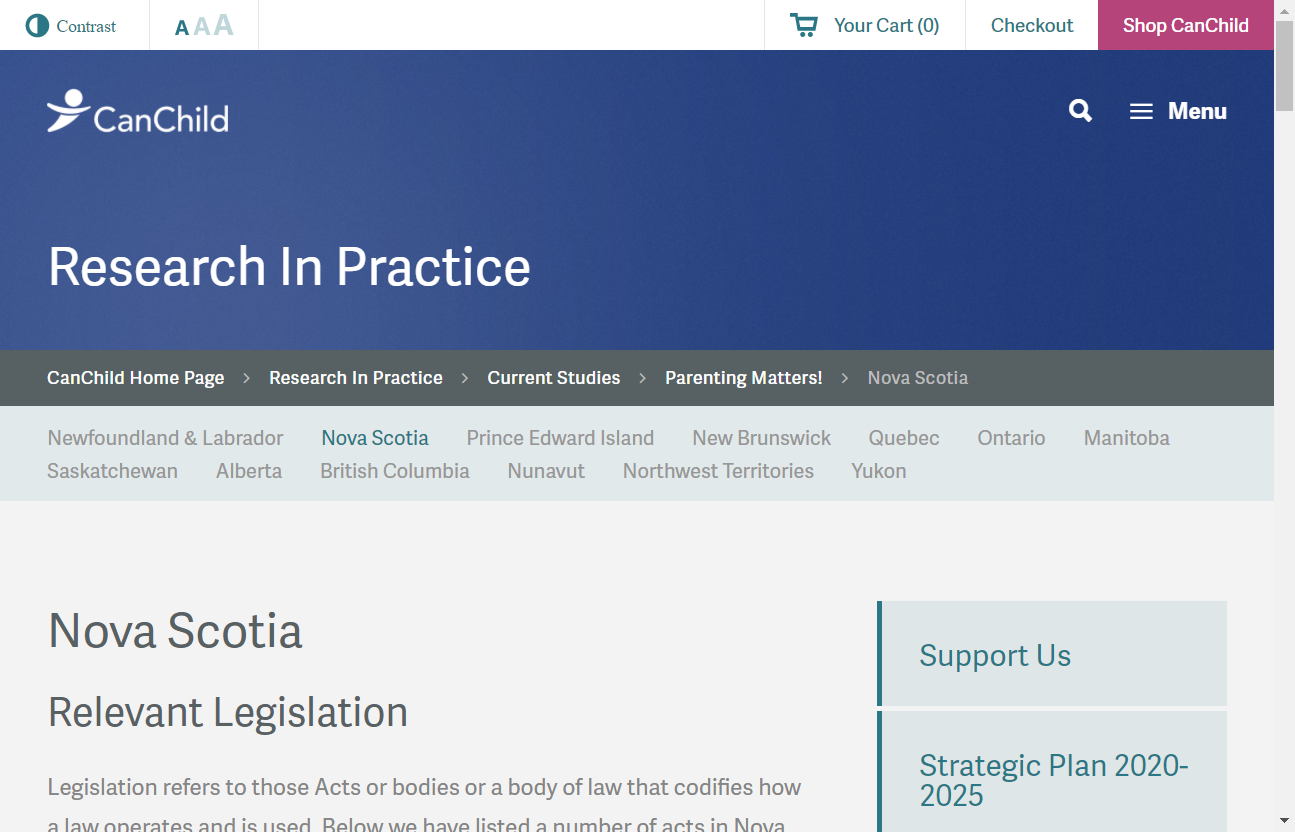 Contrast
A A A
Your Cart (0)
Checkout
Shop CanChild
CanChild
Menu
Research In Practice
CanChild Home Page > Research In Practice > Current Studies > Parenting Matters! > Nova Scotia
Newfoundland & Labrador Nova Scotia Prince Edward Island New Brunswick Quebec Ontario Manitoba
Saskatchewan Alberta British Columbia Nunavut Northwest Territories Yukon
Nova Scotia
Relevant Legislation
Legislation refers to those Acts or bodies or a body of law that codifies how
a law operates and is used. Below we have listed a number of acts in Nova
Support Us
Strategic Plan 2020-
2025